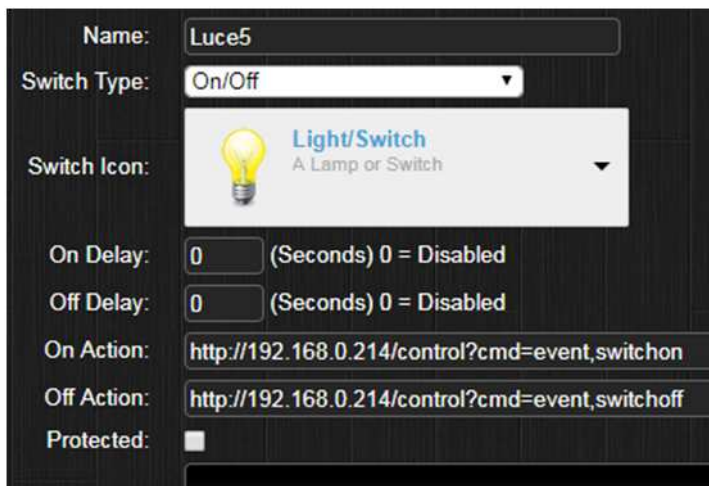 Name: Luce5
Switch Type: On/Off
Switch Icon: Light/Switch
A Lamp or Switch
On Delay: 0 (Seconds) 0 = Disabled
Off Delay: 0 (Seconds) 0 = Disabled
On Action: http://192.168.0.214/control?cmd=event,switchon
Off Action: http://192.168.0.214/control?cmd=event,switchoff
Protected: